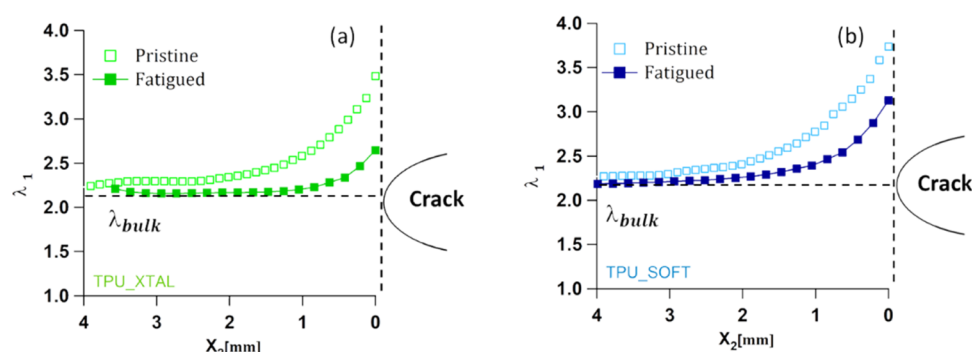 (a)
Pristine
Fatigued
4.0
3.5
3.0
2.5
2.0
1.5
1.0
λ 1
λbulk
Crack
TPU_XTAL
4 3 2 1 0
X2[mm]
(b)
Pristine
Fatigued
4.0
3.5
3.0
2.5
2.0
1.5
1.0
λ 1
λbulk
Crack
TPU_SOFT
4 3 2 1 0
X2[mm]